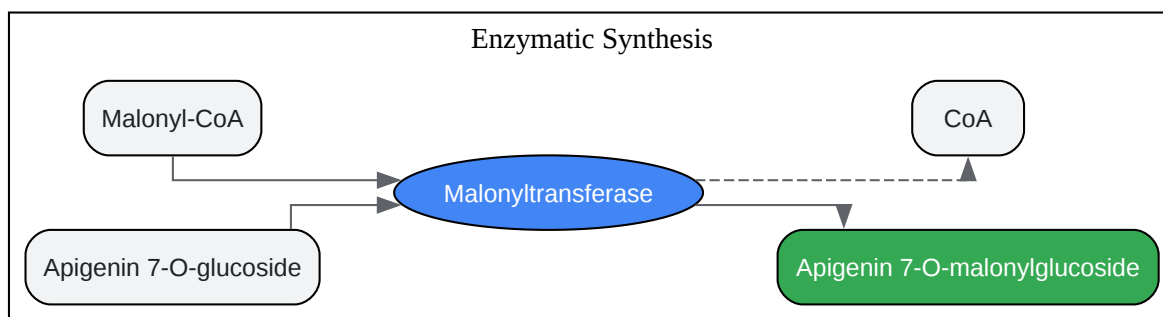 Enzymatic Synthesis
Malonyl-CoA
CoA
Malonyltransferase
Apigenin 7-O-glucoside
Apigenin 7-O-malonylglucoside